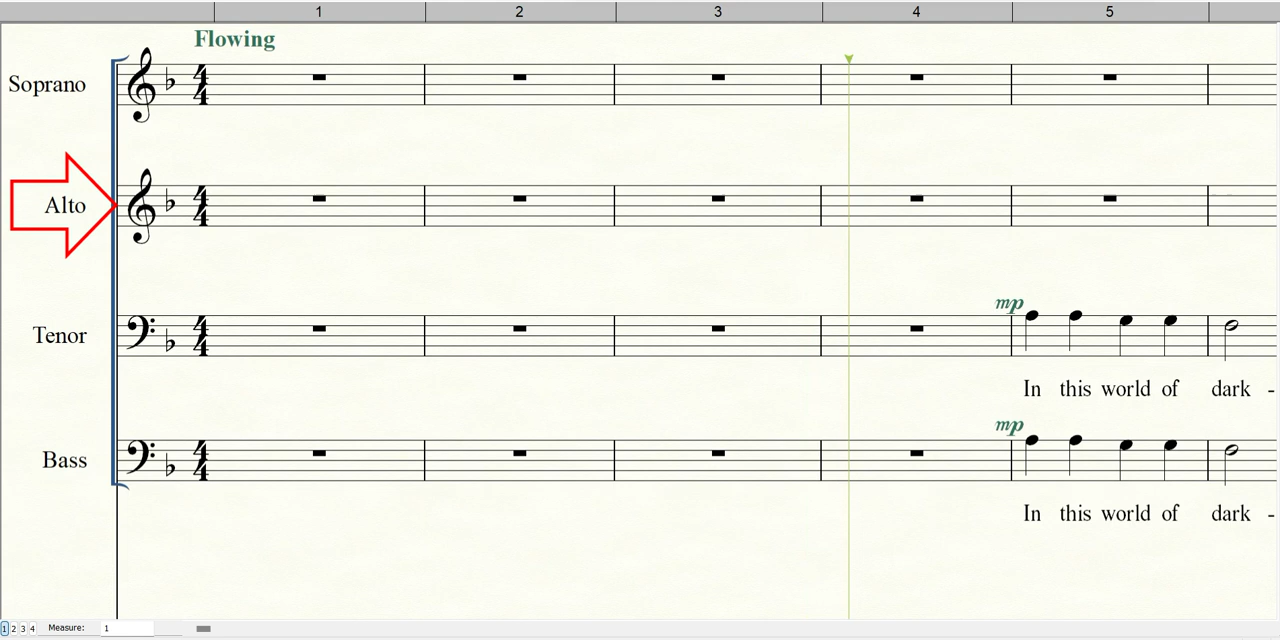 1 2 3 4 5
Flowing
Soprano
Alto
Tenor
mp
In this world of dark -
Bass
mp
In this world of dark -
1 2 3 4 Measure: 1